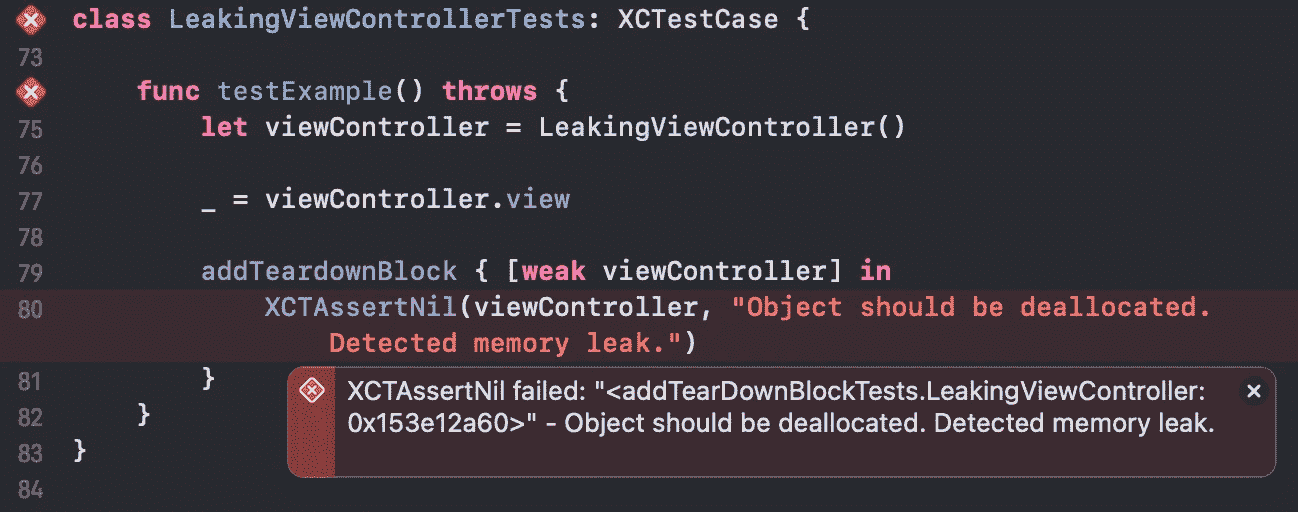 class LeakingViewControllerTests: XCTestCase {
73
func testExample() throws {
75 let viewController = LeakingViewController()
76
77 _ = viewController.view
78
79 addTeardownBlock { [weak viewController] in
80 XCTAssertNil(viewController, "Object should be deallocated.
Detected memory leak.")
81 }
XCTAssertNil failed: "<addTearDownBlockTests.LeakingViewController:
0x153e12a60>" - Object should be deallocated. Detected memory leak.
82 }
83 }
84